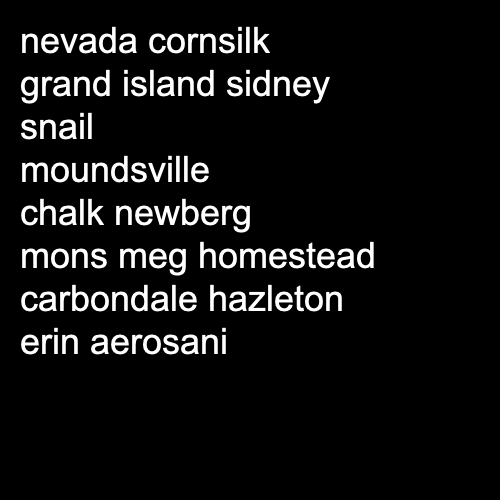 nevada cornsilk
grand island sidney
snail
moundsville
chalk newberg
mons meg homestead
carbondale hazleton
erin aerosani